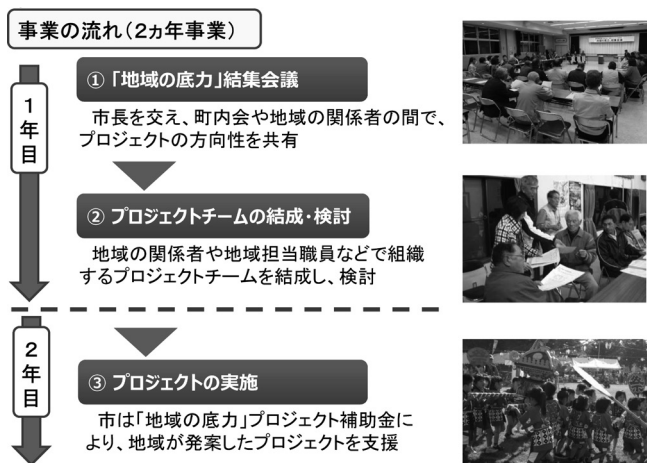 事業の流れ（2ヵ年事業）
1年目
① 「地域の底力」結集会議
市長を交え、町内会や地域の関係者の間で、
プロジェクトの方向性を共有
② プロジェクトチームの結成・検討
地域の関係者や地域担当職員などで組織
するプロジェクトチームを結成し、検討
2年目
③ プロジェクトの実施
市は「地域の底力」プロジェクト補助金に
より、地域が発案したプロジェクトを支援